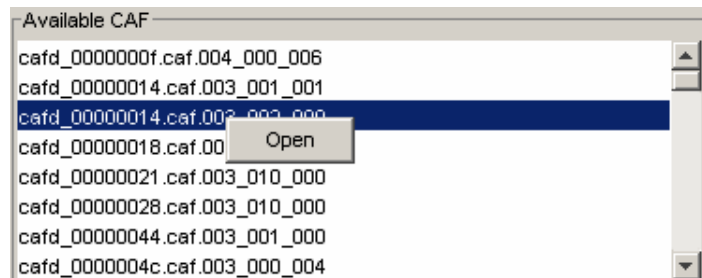 Available CAF
cafd_0000000f.caf.004_000_006
cafd_00000014.caf.003_001_001
cafd_00000014.caf.003_003_000
cafd_00000018.caf.00
Open
cafd_00000021.caf.003_010_000
cafd_00000028.caf.003_010_000
cafd_00000044.caf.003_001_000
cafd_0000004c.caf.003_000_004